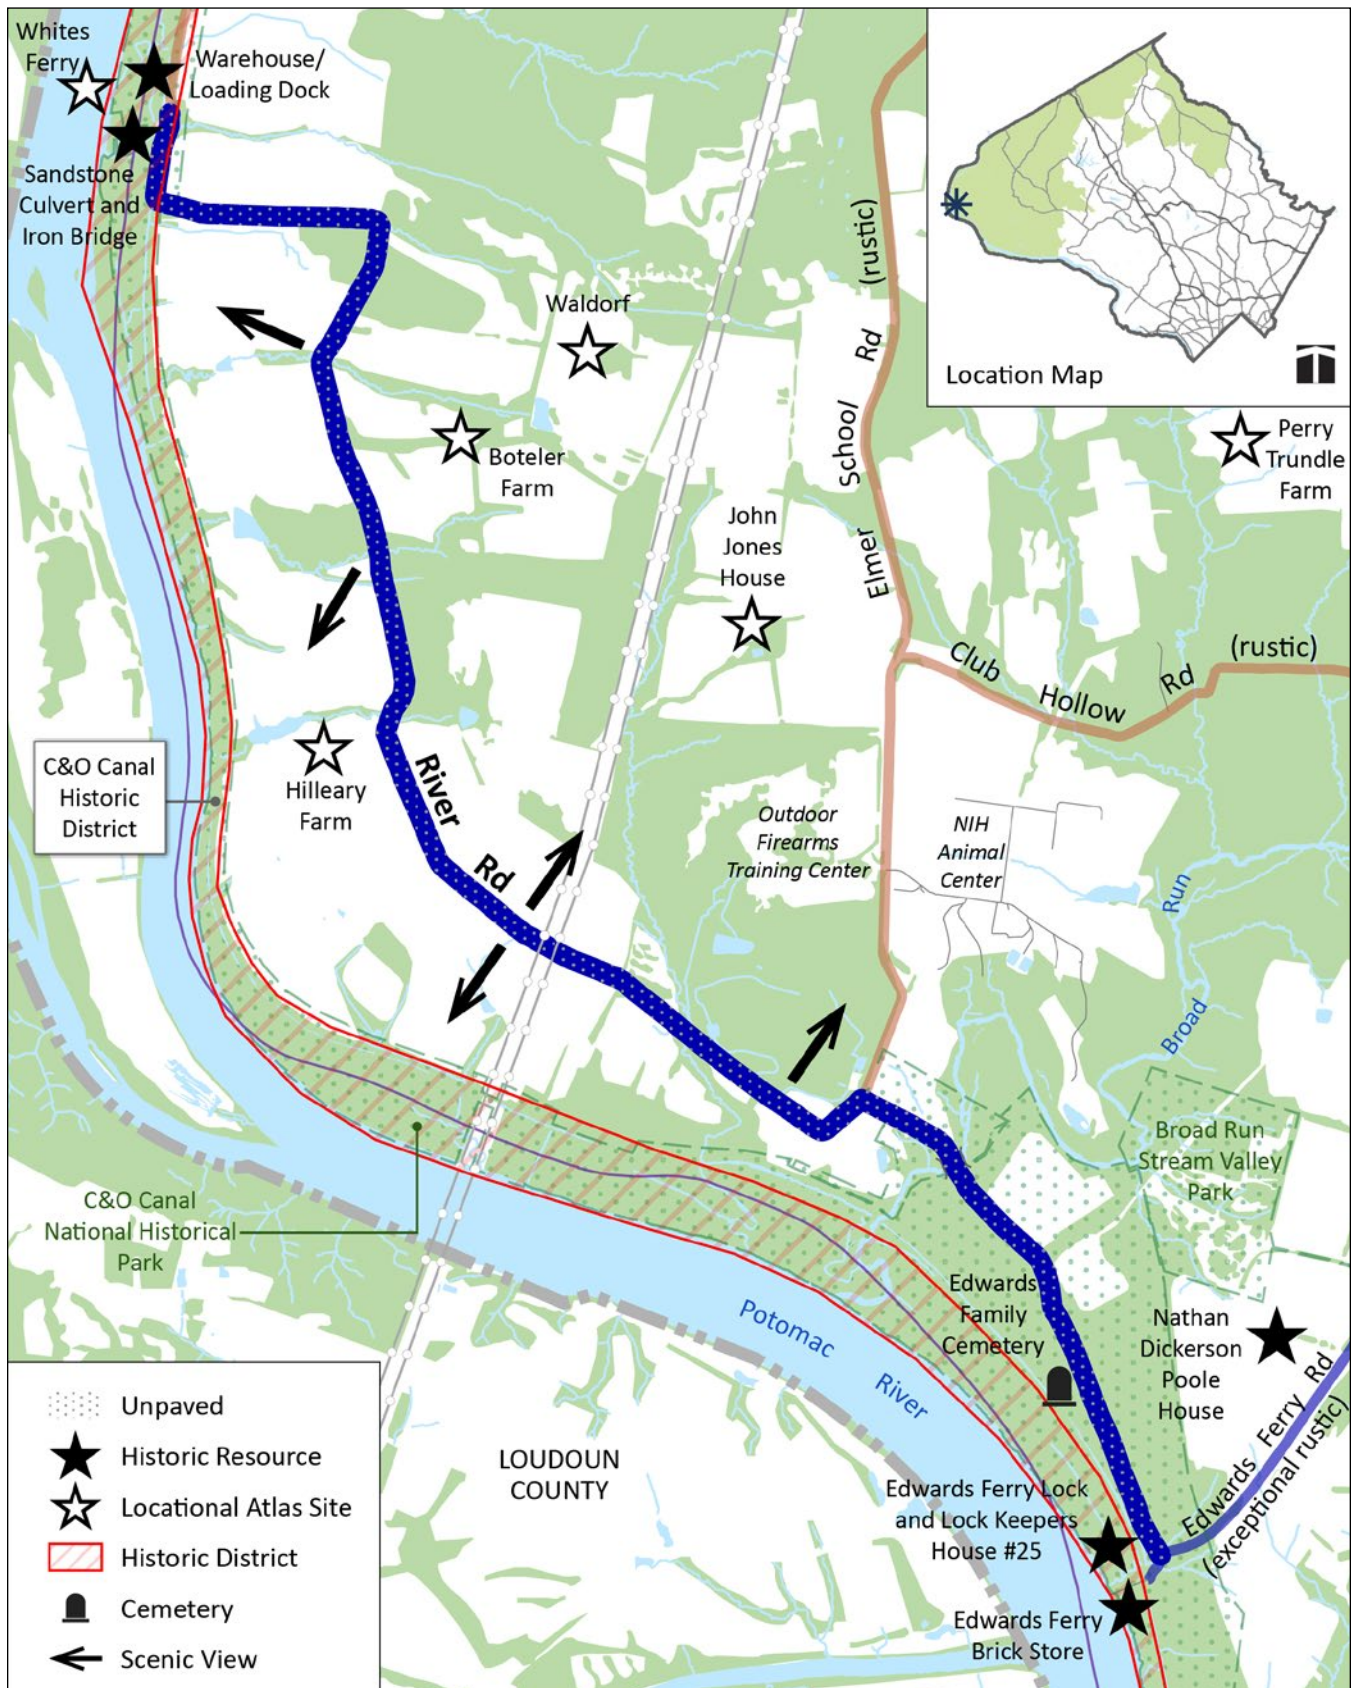 Whites
Ferry
Warehouse/
Loading Dock
Sandstone
Culvert and
Iron Bridge
Location Map
Waldorf
(rustic)
Elmer School Rd
Boteler
Farm
Perry
Trundle
Farm
John
Jones
House
Club Hollow Rd
(rustic)
C&O Canal
Historic
District
Hilleary
Farm
River Rd
Outdoor
Firearms
Training Center
NIH
Animal
Center
Broad Run
Broad Run
Stream Valley
Park
C&O Canal
National Historical
Park
Edwards
Family
Cemetery
Potomac River
Nathan
Dickerson
Poole
House
Edwards Ferry Rd
(exceptional rustic)
LOUDOUN
COUNTY
Edwards Ferry Lock
and Lock Keepers
House #25
Edwards Ferry
Brick Store
Unpaved
Historic Resource
Locational Atlas Site
Historic District
Cemetery
Scenic View